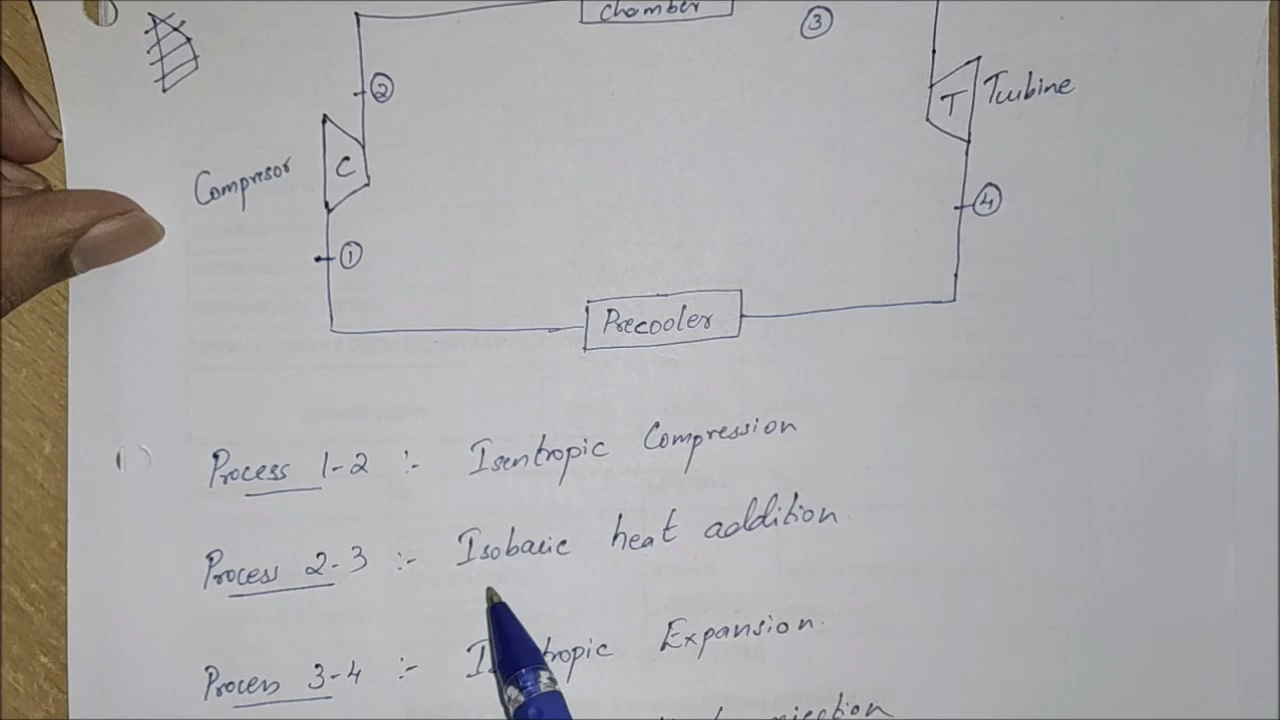 Chamber
3
2
T Turbine
Compresor
C
4
1
Precooler
Process 1-2 :- Isentropic Compression
Process 2-3 :- Isobaric heat addition
Process 3-4 :- Expansion.